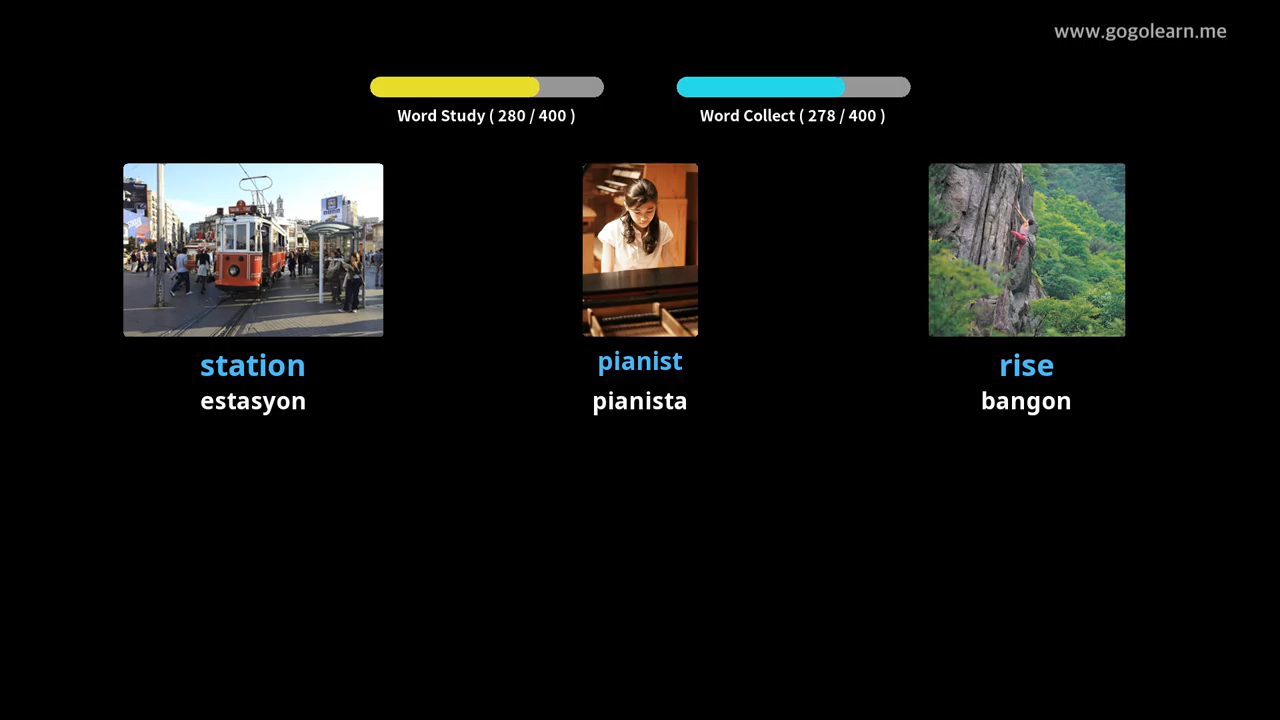 www.gogolearn.me
Word Study ( 280 / 400 )
Word Collect ( 278 / 400 )
station
pianist
rise
estasyon
pianista
bangon